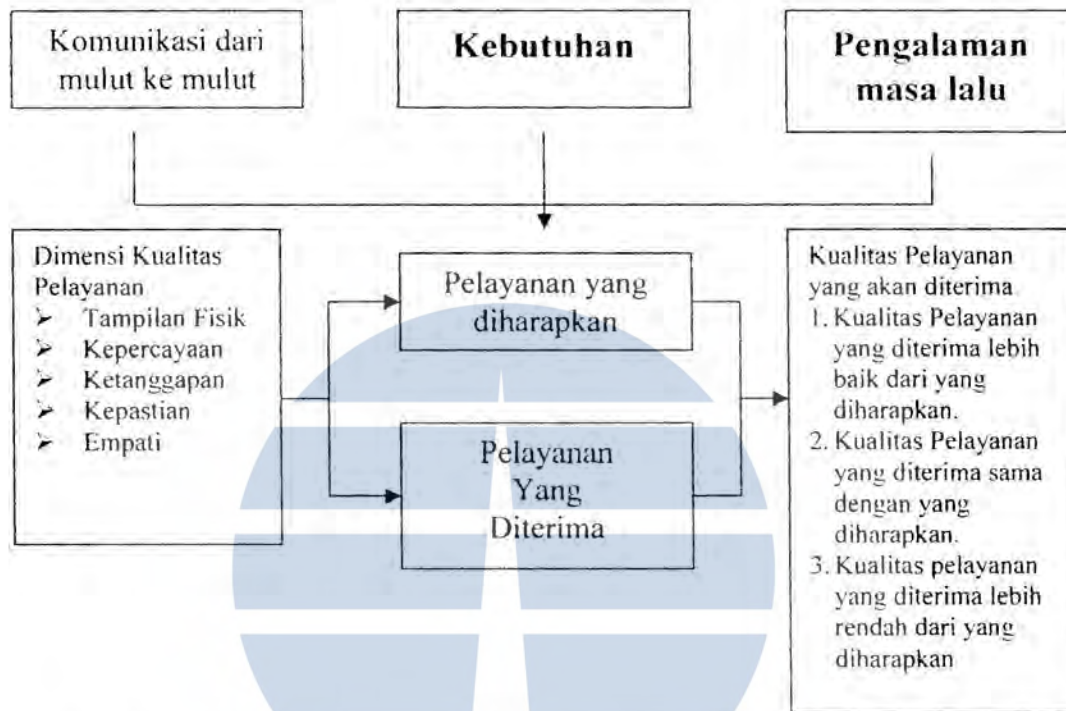 Komunikasi dari
mulut ke mulut
Kebutuhan
Pengalaman
masa lalu
Dimensi Kualitas
Pelayanan
➢ Tampilan Fisik
➢ Kepercayaan
➢ Ketanggapan
➢ Kepastian
➢ Empati
Pelayanan yang
diharapkan
Pelayanan
Yang
Diterima
Kualitas Pelayanan
yang akan diterima
1. Kualitas Pelayanan
yang diterima lebih
baik dari yang
diharapkan.
2. Kualitas Pelayanan
yang diterima sama
dengan yang
diharapkan.
3. Kualitas pelayanan
yang diterima lebih
rendah dari yang
diharapkan